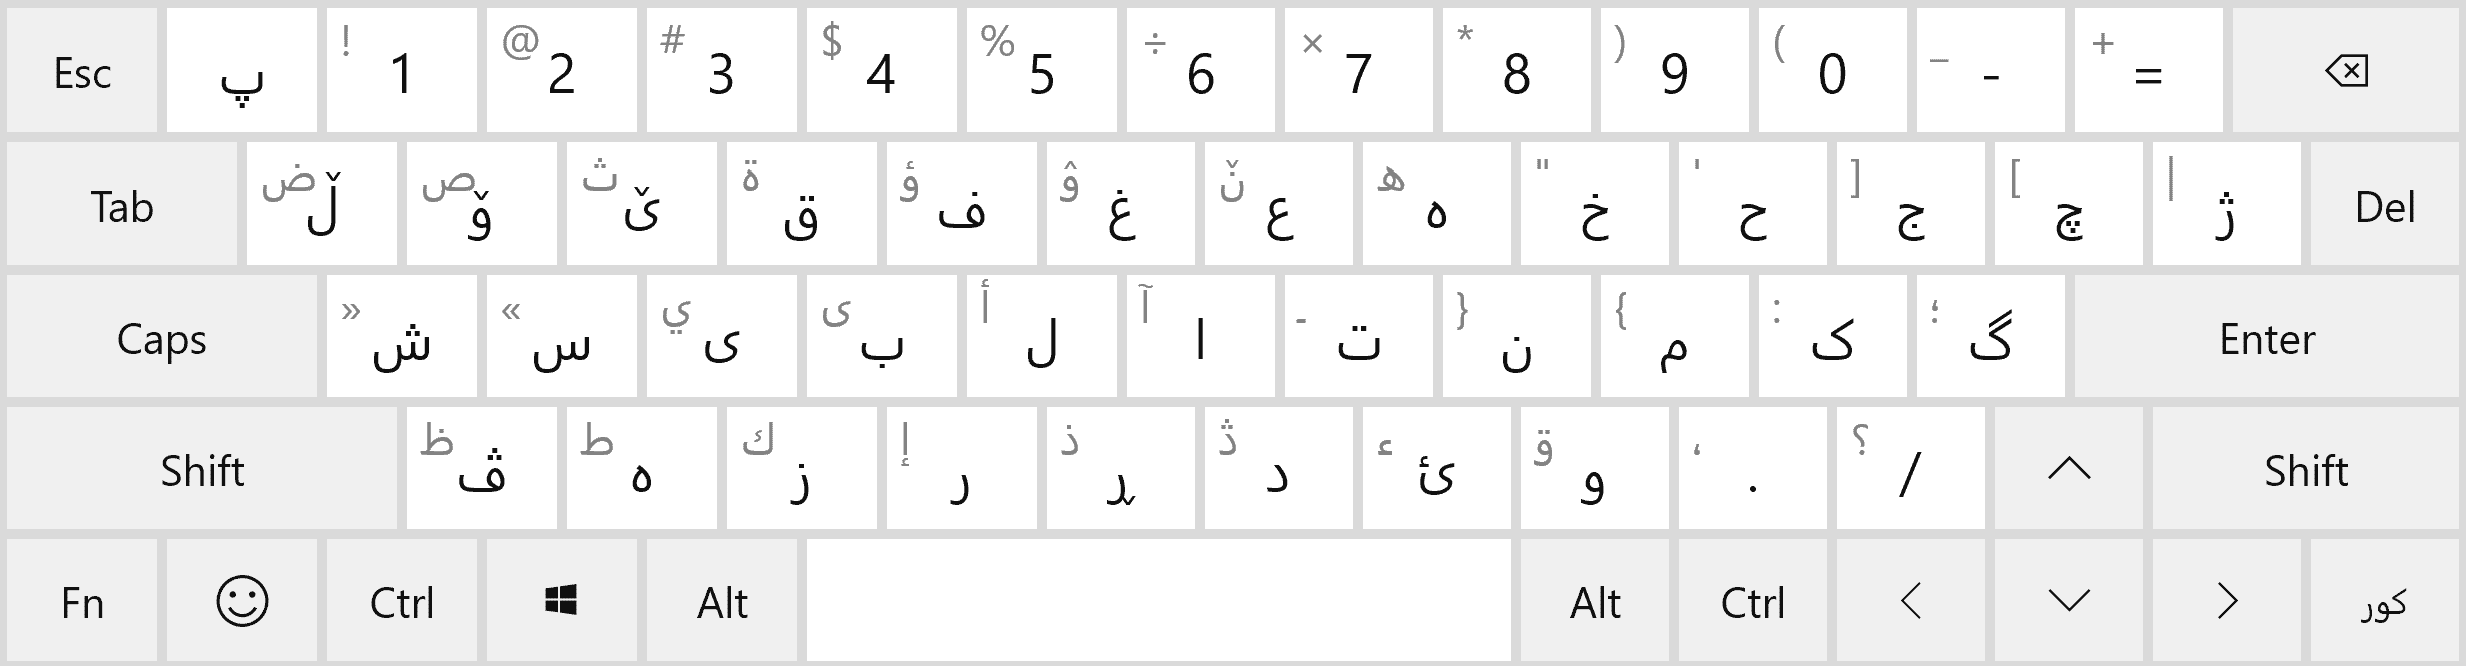 Esc پ ! 1 @ 2 # 3 $ 4 % 5 ÷ 6 × 7 * 8 ) 9 ( 0 _ - + =
Tab ض ڵ ص ۆ ث ێ ة ق ؤ ف ۊ غ ڹ ع ھ ە " خ ' ح ] ج [ چ | ژ Del
Caps » ش « س ي ی ى ب أ ل آ ا ـ ت } ن { م : ک ؛ گ Enter
Shift ظ ڤ ط ه ك ز إ ر ذ ڕ ڎ د ء ئ ۋ و ، . ؟ / Shift
Fn Ctrl Alt Alt Ctrl کور